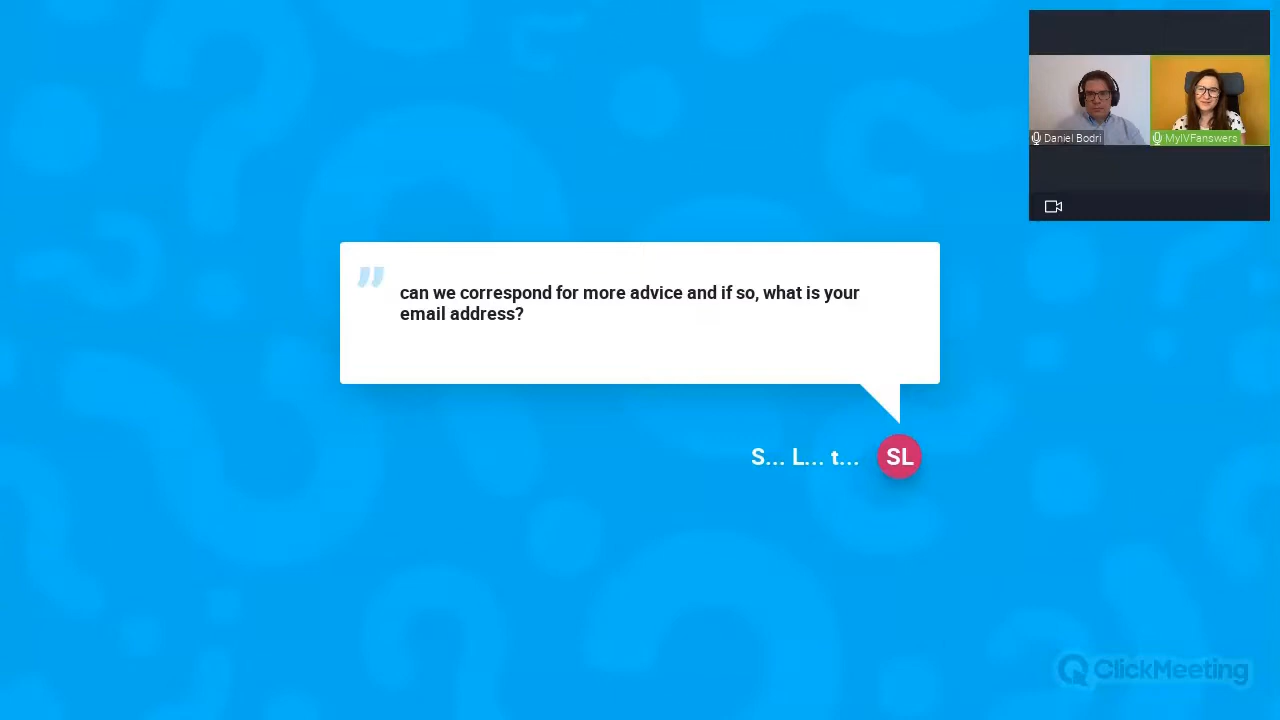 Daniel Bodri
MyIVFanswers
”
can we correspond for more advice and if so, what is your
email address?
S... L... t...
SL
ClickMeeting